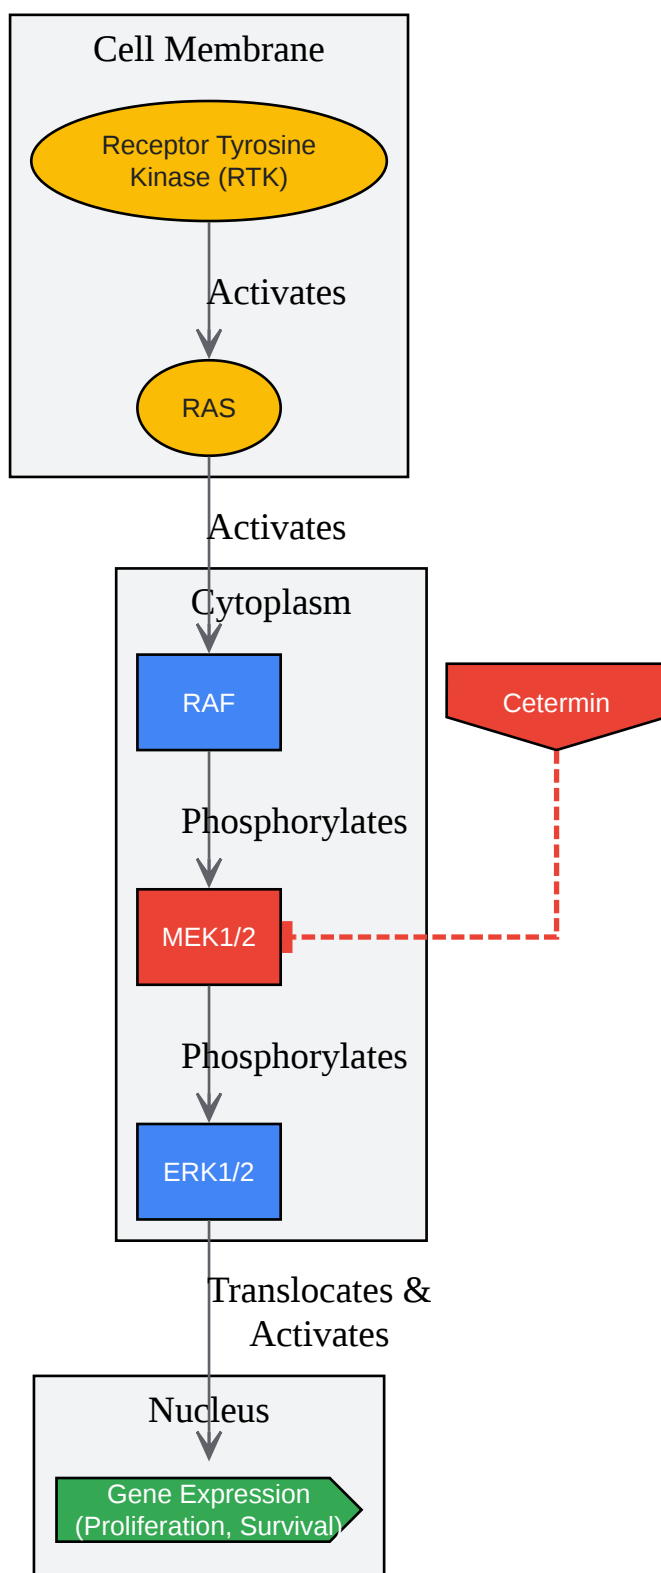 Cell Membrane
Receptor Tyrosine
Kinase (RTK)
Activates
RAS
Activates
Cytoplasm
RAF
Cetermin
Phosphorylates
MEK1/2
Phosphorylates
ERK1/2
Translocates &
Activates
Nucleus
Gene Expression
(Proliferation, Survival)